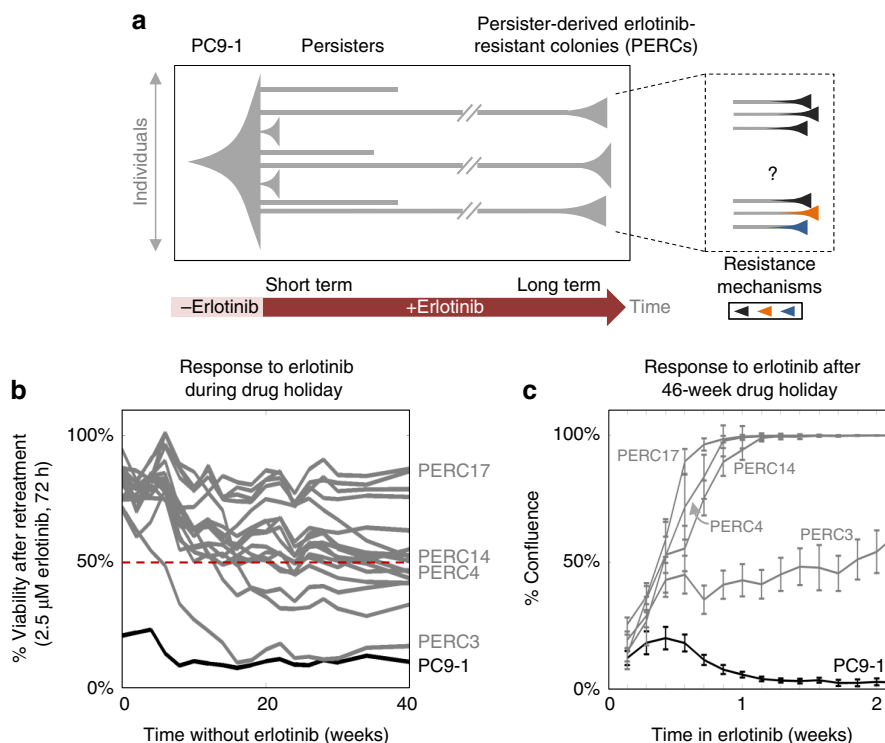 a
PC9-1
Persisters
Persister-derived erlotinib-
resistant colonies (PERCs)
Individuals
?
Short term
Long term
–Erlotinib
+Erlotinib
Time
Resistance
mechanisms
b
Response to erlotinib
during drug holiday
% Viability after retreatment
(2.5 μM erlotinib, 72 h)
100%
50%
0%
PERC17
PERC14
PERC4
PERC3
PC9-1
0
20
40
Time without erlotinib (weeks)
c
Response to erlotinib after
46-week drug holiday
% Confluence
100%
50%
0%
PERC17
PERC14
PERC4
PERC3
PC9-1
0
1
2
Time in erlotinib (weeks)